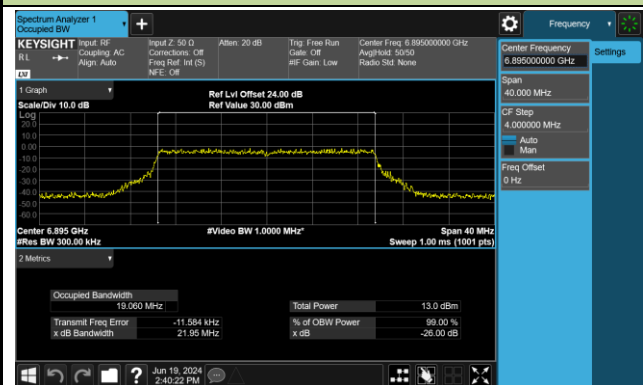 Spectrum Analyzer 1
Occupied BW
Frequency
KEYSIGHT
RL
LXI
Input: RF
Coupling: AC
Align: Auto
Input Z: 50 Ω
Corrections: Off
Freq Ref: Int (S)
NFE: Off
Atten: 20 dB
Trig: Free Run
Gate: Off
#IF Gain: Low
Center Freq: 6.895000000 GHz
Avg|Hold: 50/50
Radio Std: None
Center Frequency
6.895000000 GHz
Settings
Span
40.000 MHz
CF Step
4.000000 MHz
Auto
Man
Freq Offset
0 Hz
1 Graph
Scale/Div 10.0 dB
Ref Lvl Offset 24.00 dB
Ref Value 30.00 dBm
Log
20.0
10.0
0.00
-10.0
-20.0
-30.0
-40.0
-50.0
-60.0
Center 6.895 GHz
#Video BW 1.0000 MHz*
Span 40 MHz
#Res BW 300.00 kHz
Sweep 1.00 ms (1001 pts)
2 Metrics
Occupied Bandwidth
19.060 MHz
Total Power 13.0 dBm
Transmit Freq Error -11.584 kHz
% of OBW Power 99.00 %
x dB Bandwidth 21.95 MHz
x dB -26.00 dB
Jun 19, 2024
2:40:22 PM